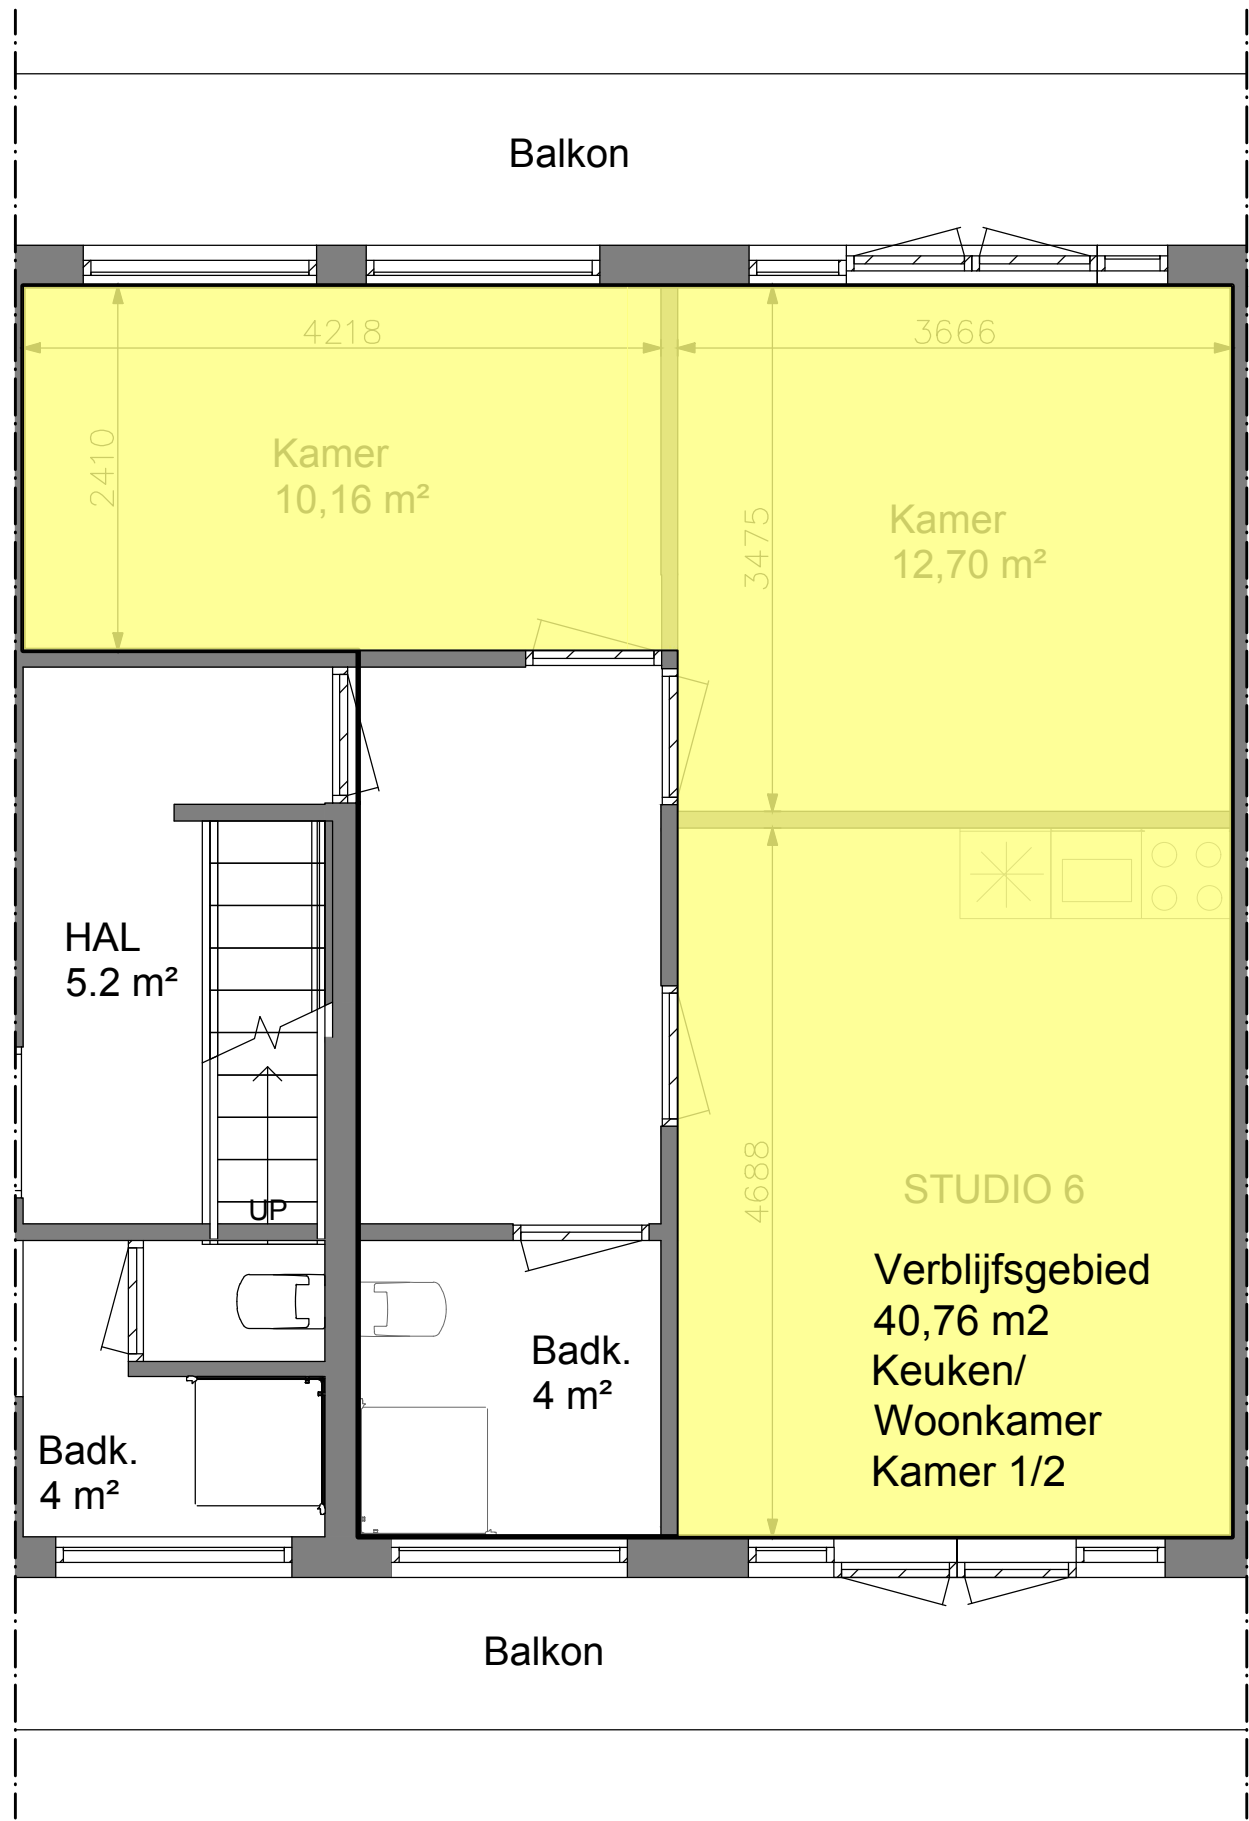 Balkon
4218
3666
2410
Kamer
10,16 m²
3475
Kamer
12,70 m²
HAL
5.2 m²
UP
4688
STUDIO 6
Verblijfsgebied
40,76 m2
Keuken/
Woonkamer
Kamer 1/2
Badk.
4 m²
Badk.
4 m²
Balkon